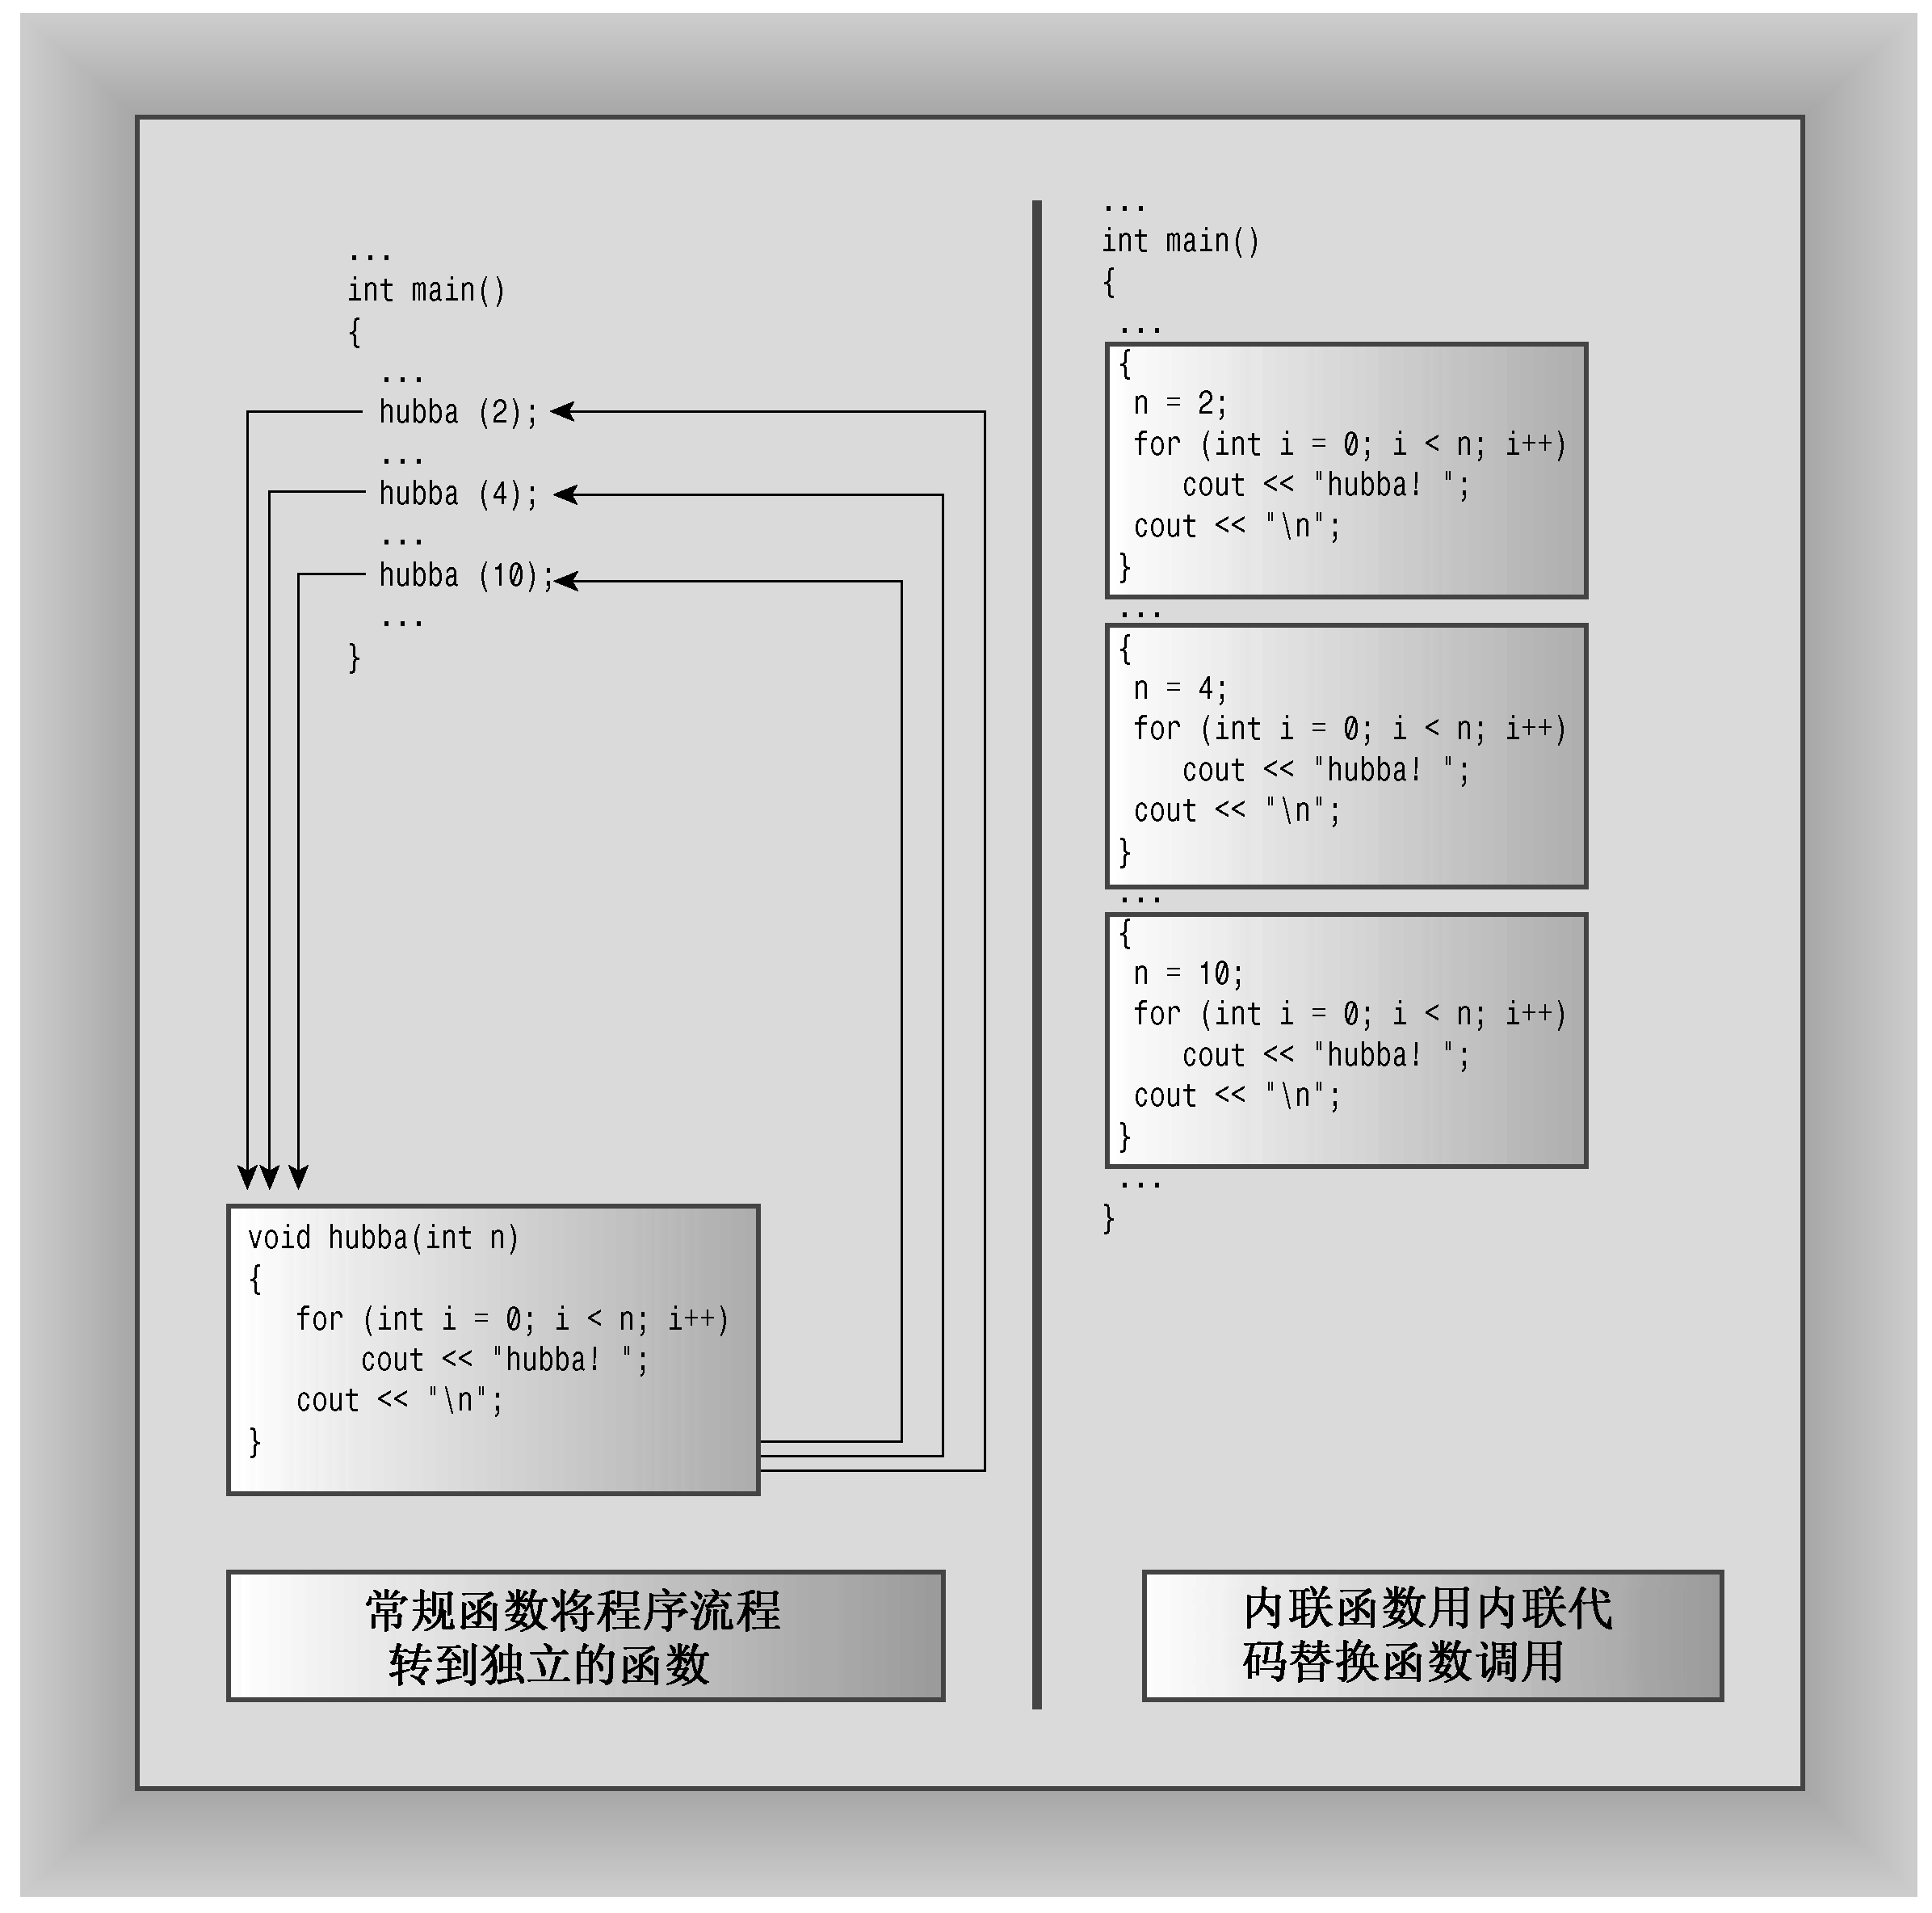 ...
int main()
{
...
hubba (2);
...
hubba (4);
...
hubba (10);
...
}
void hubba(int n)
{
for (int i = 0; i < n; i++)
cout << "hubba! ";
cout << "\n";
}
常规函数将程序流程
转到独立的函数
...
int main()
{
...
{
n = 2;
for (int i = 0; i < n; i++)
cout << "hubba! ";
cout << "\n";
}
...
{
n = 4;
for (int i = 0; i < n; i++)
cout << "hubba! ";
cout << "\n";
}
...
{
n = 10;
for (int i = 0; i < n; i++)
cout << "hubba! ";
cout << "\n";
}
...
}
内联函数用内联代
码替换函数调用